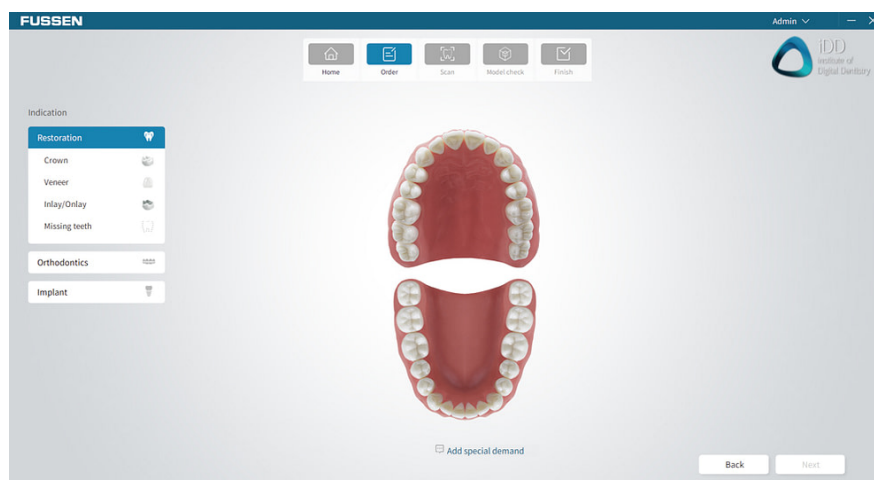 FUSSEN
Admin
Home
Order
Scan
Model check
Finish
iDD
Institute of
Digital Dentistry
Indication
Restoration
Crown
Veneer
Inlay/Onlay
Missing teeth
Orthodontics
Implant
Add special demand
Back
Next